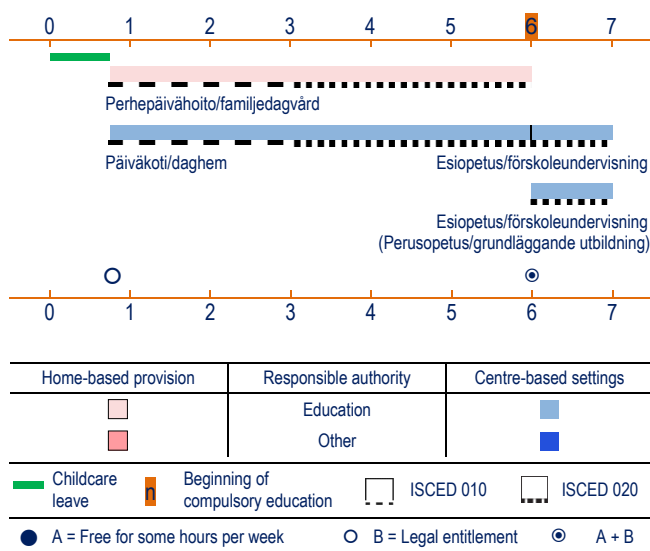 0 1 2 3 4 5 6 7
Perhepäivähoito/familjedagvård
Päiväkoti/daghem Esiopetus/förskoleundervisning
Esiopetus/förskoleundervisning
(Perusopetus/grundläggande utbildning)
0 1 2 3 4 5 6 7
Home-based provision Responsible authority Centre-based settings
Education
Other
Childcare leave n Beginning of compulsory education ISCED 010 ISCED 020
A = Free for some hours per week B = Legal entitlement A + B